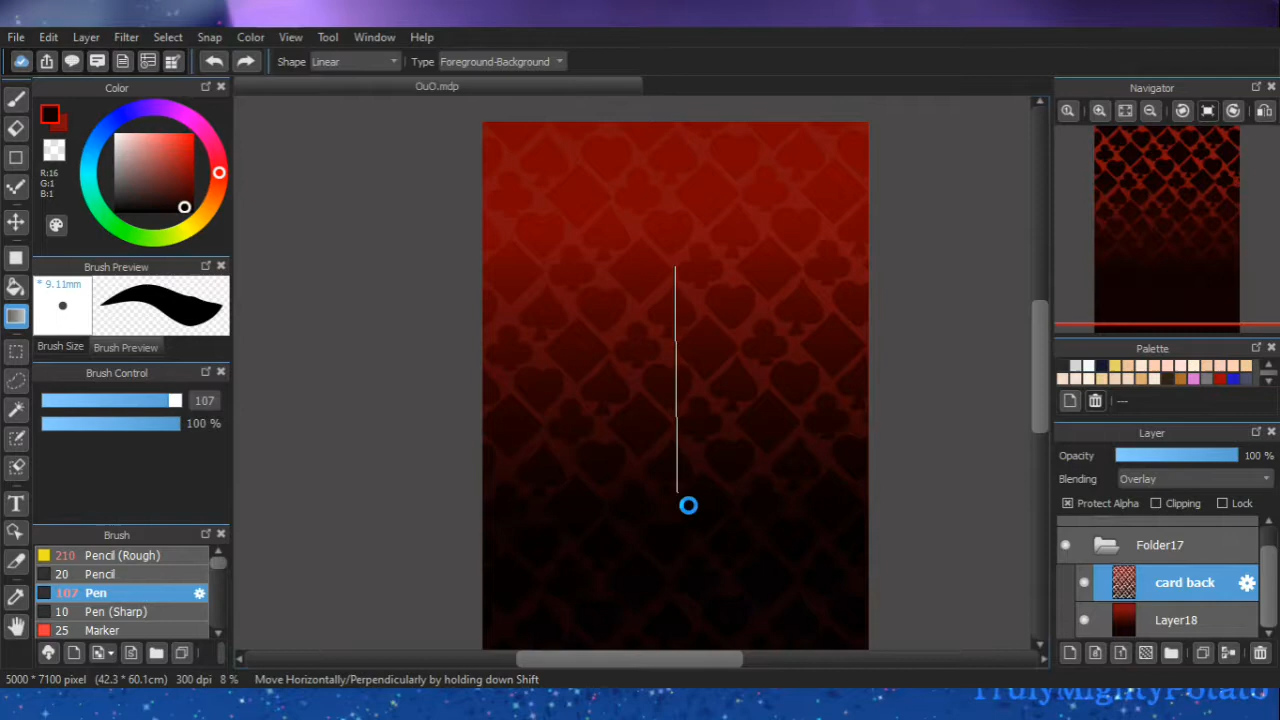 File Edit Layer Filter Select Snap Color View Tool Window Help
Shape Linear Type Foreground-Background
OuO.mdp
Color
R:16
G:1
B:1
Brush Preview
* 9.11mm
Brush Size Brush Preview
Brush Control
107
100 %
Brush
210 Pencil (Rough)
20 Pencil
107 Pen
10 Pen (Sharp)
25 Marker
Navigator
Palette
---
Layer
Opacity 100 %
Blending Overlay
Protect Alpha Clipping Lock
Folder17
card back
Layer18
5000 * 7100 pixel (42.3 * 60.1cm) 300 dpi 8 % Move Horizontally/Perpendicularly by holding down Shift
TrulyMightyPotato